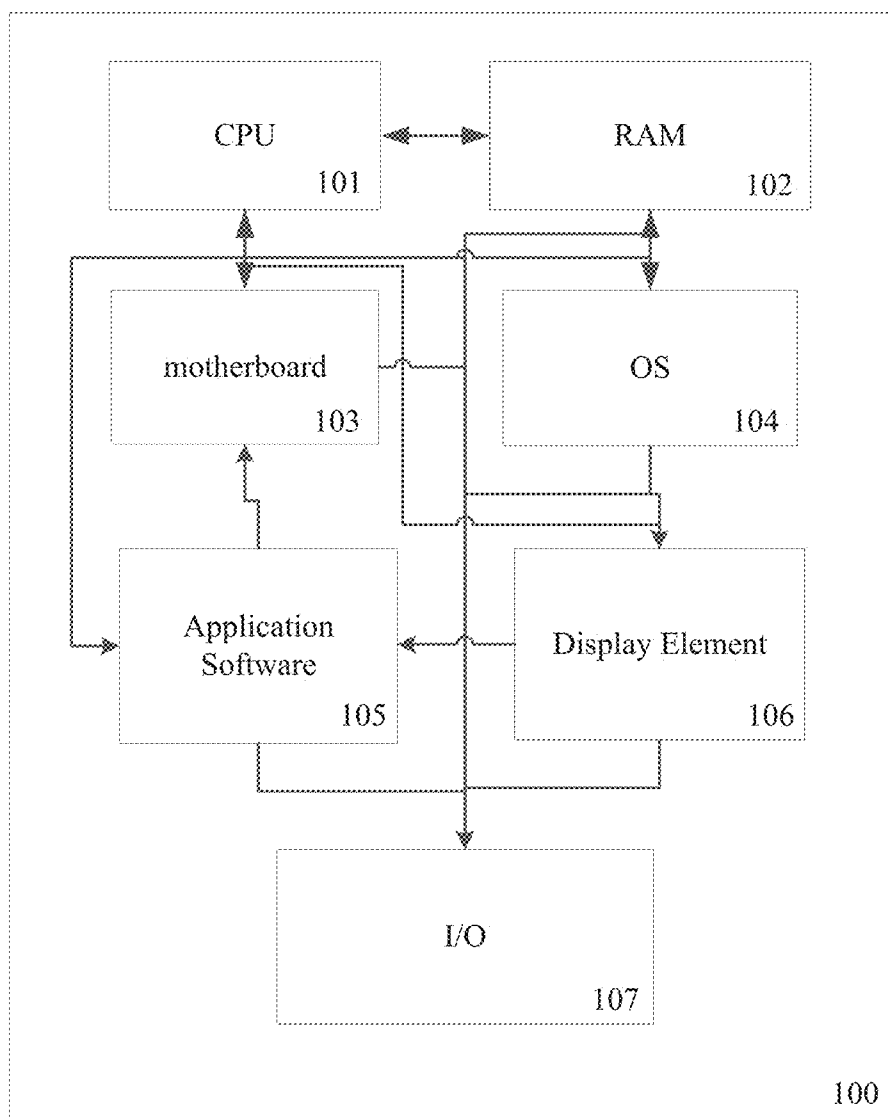 CPU
101
RAM
102
motherboard
103
OS
104
Application
Software
105
Display Element
106
I/O
107
100